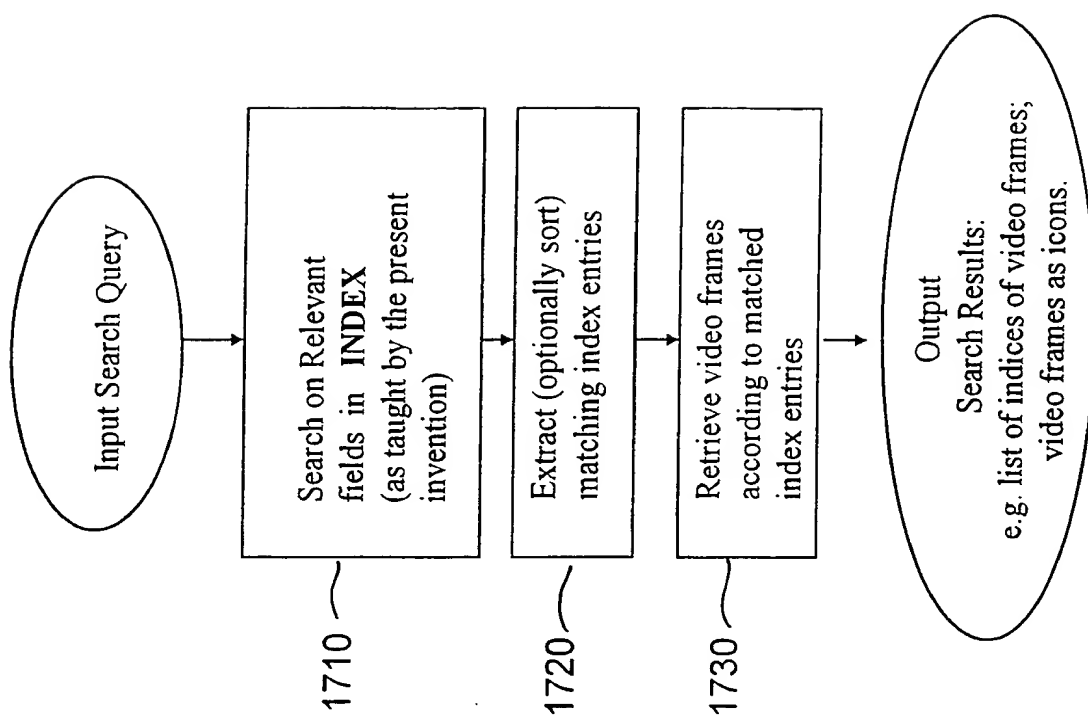 Input Search Query
1710
Search on Relevant
fields in INDEX
(as taught by the present
invention)
1720
Extract (optionally sort)
matching index entries
1730
Retrieve video frames
according to matched
index entries
Output
Search Results:
e.g. list of indices of video frames;
video frames as icons.